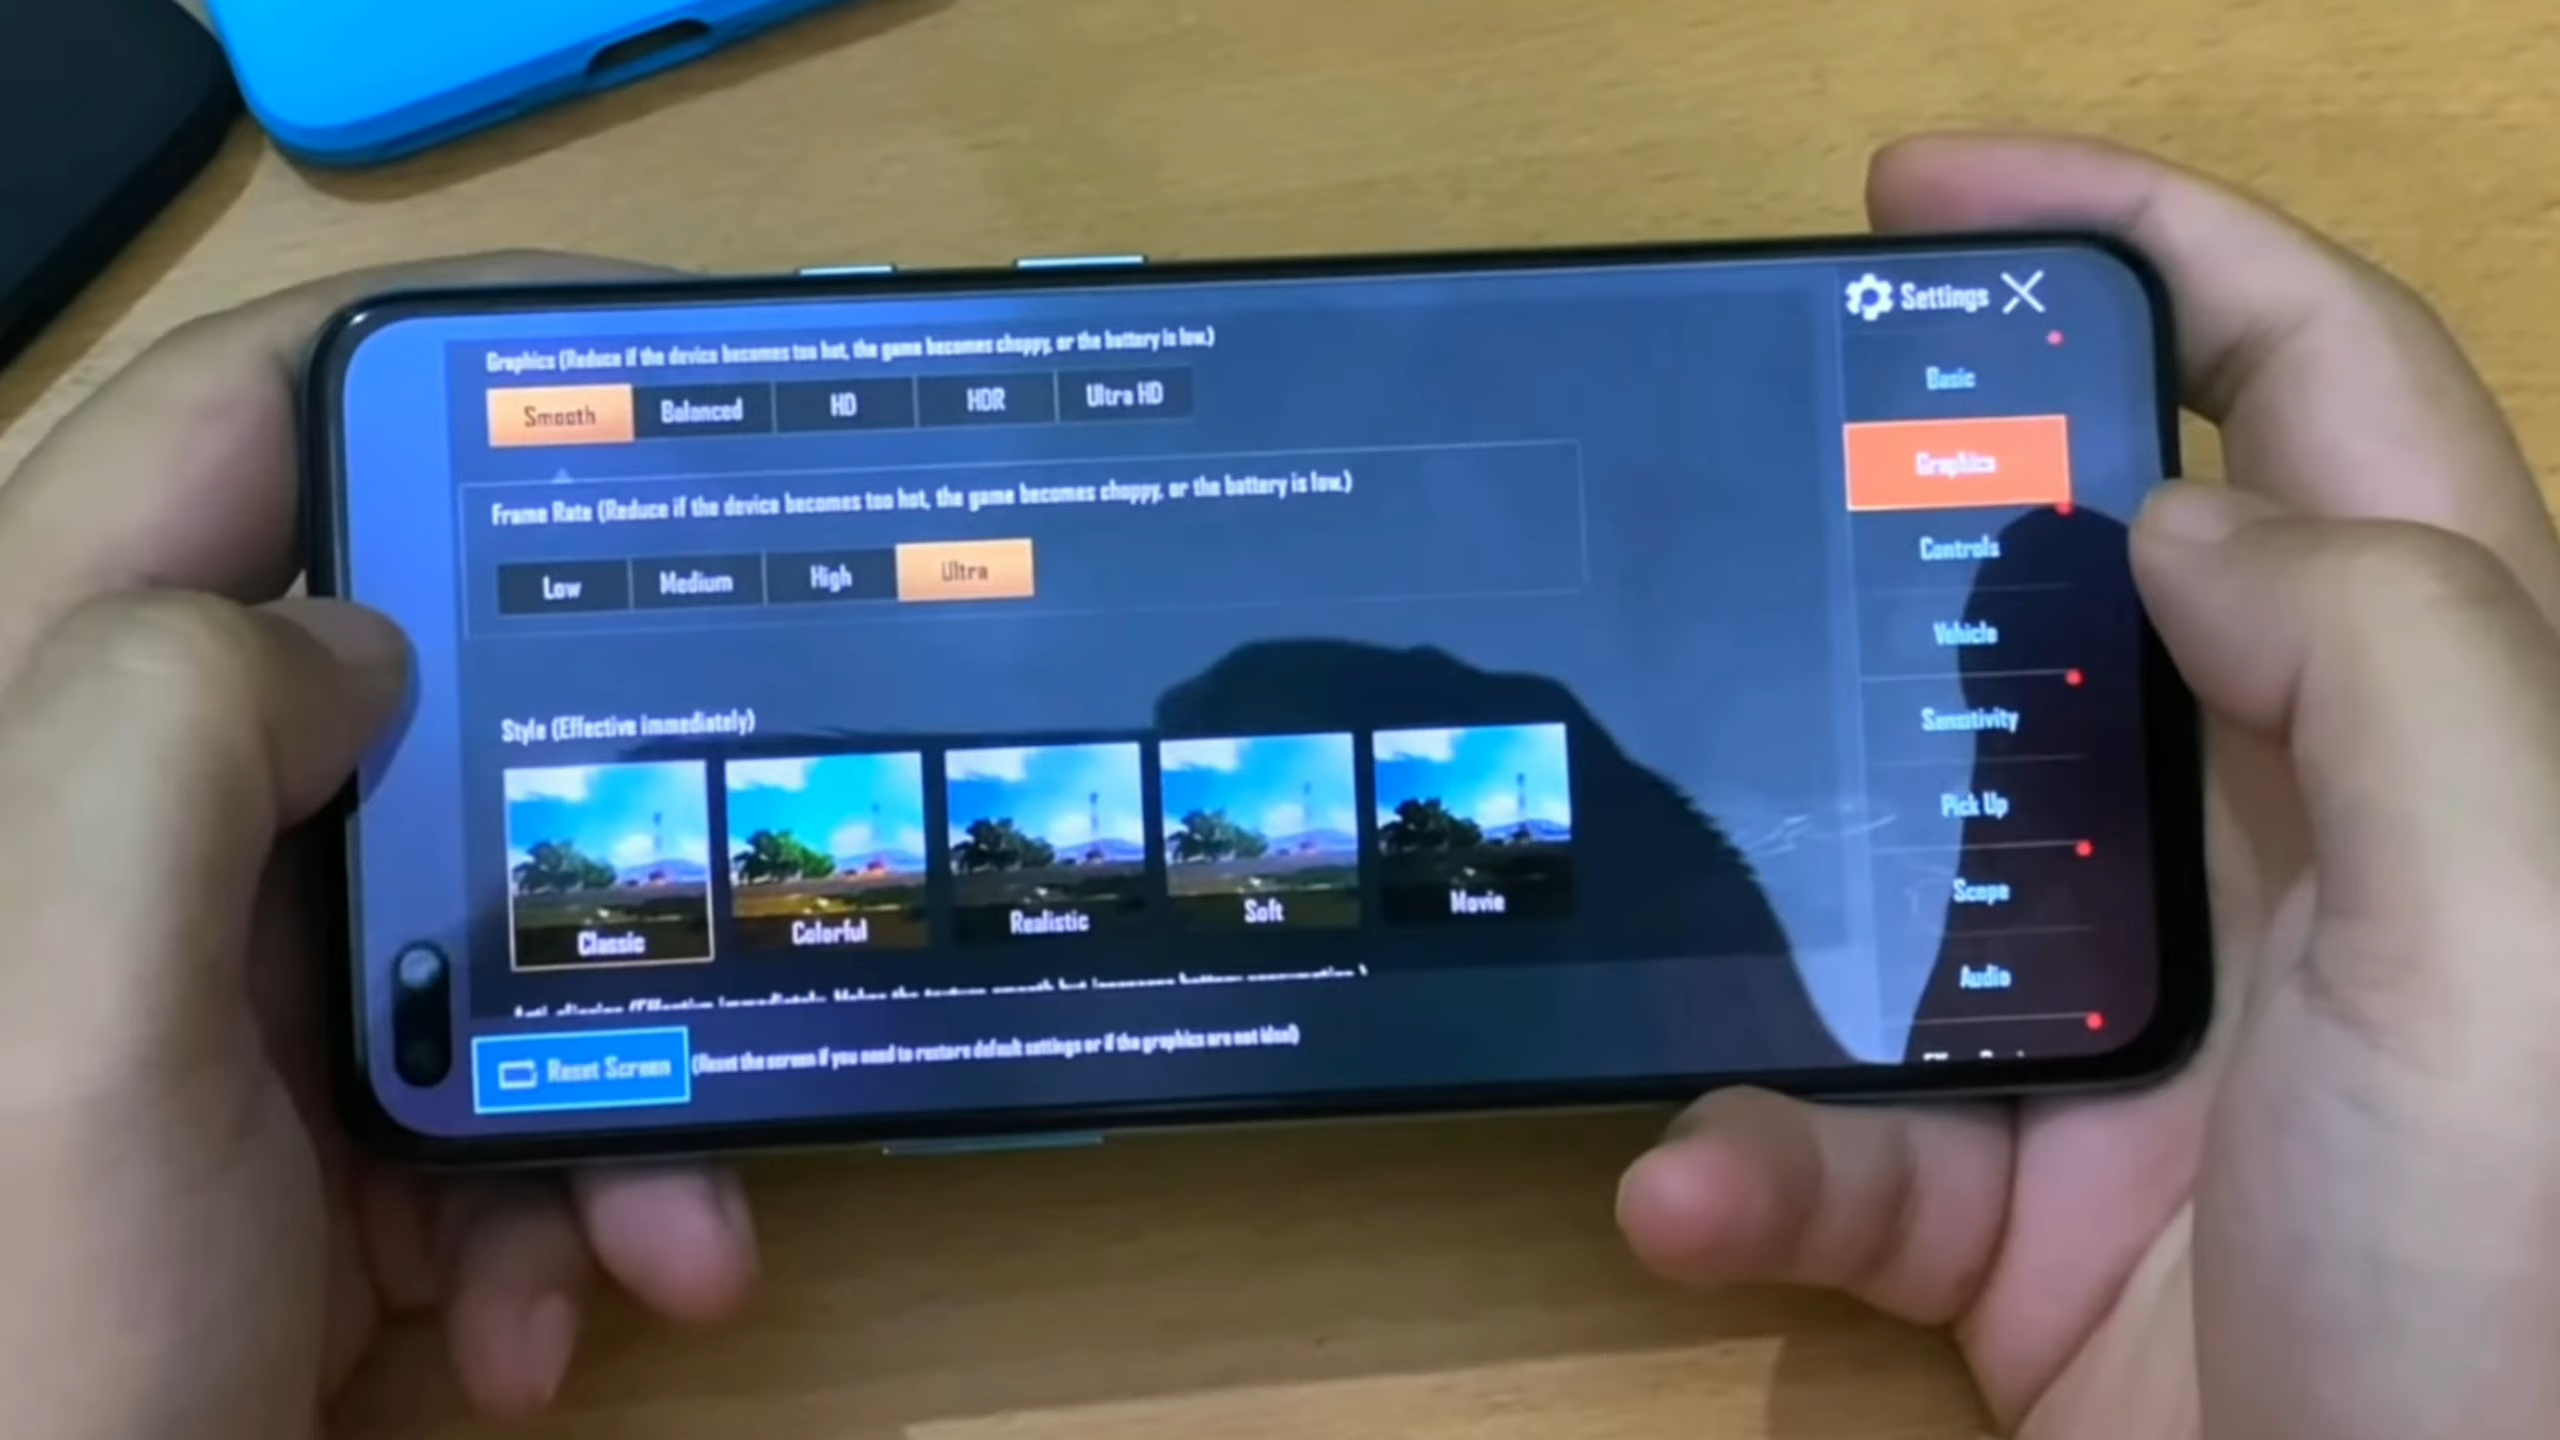 Settings
Graphics (Reduce if the device becomes too hot, the game becomes choppy, or the battery is low.)
Smooth Balanced HD HDR Ultra HD
Frame Rate (Reduce if the device becomes too hot, the game becomes choppy, or the battery is low.)
Low Medium High Ultra
Style (Effective immediately)
Classic Colorful Realistic Soft Movie
Reset Screen (Reset the screen if you need to restore default settings or if the graphics are not ideal)
Basic
Graphics
Controls
Vehicle
Sensitivity
Pick Up
Scope
Audio